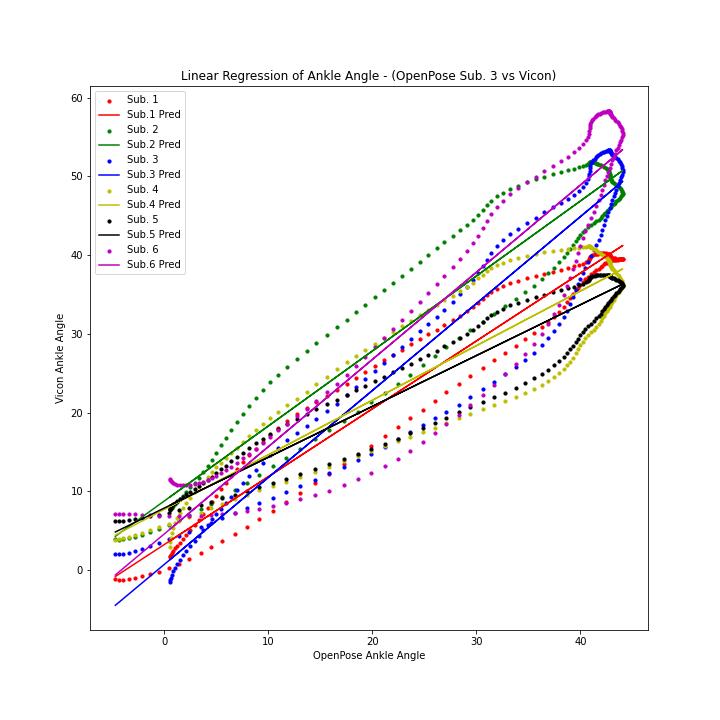 Linear Regression of Ankle Angle - (OpenPose Sub. 3 vs Vicon)
Sub. 1
Sub.1 Pred
Sub. 2
Sub.2 Pred
Sub. 3
Sub.3 Pred
Sub. 4
Sub.4 Pred
Sub. 5
Sub.5 Pred
Sub. 6
Sub.6 Pred
60
50
40
30
20
10
0
Vicon Ankle Angle
0 10 20 30 40
OpenPose Ankle Angle